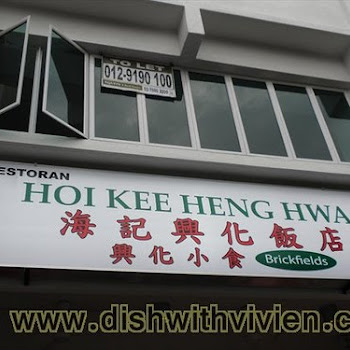 TO LET
012-9190 100
ESTORAN
HOI KEE HENG HWA
海記興化飯店
興化小食 Brickfields
www.dishwithvivien.c